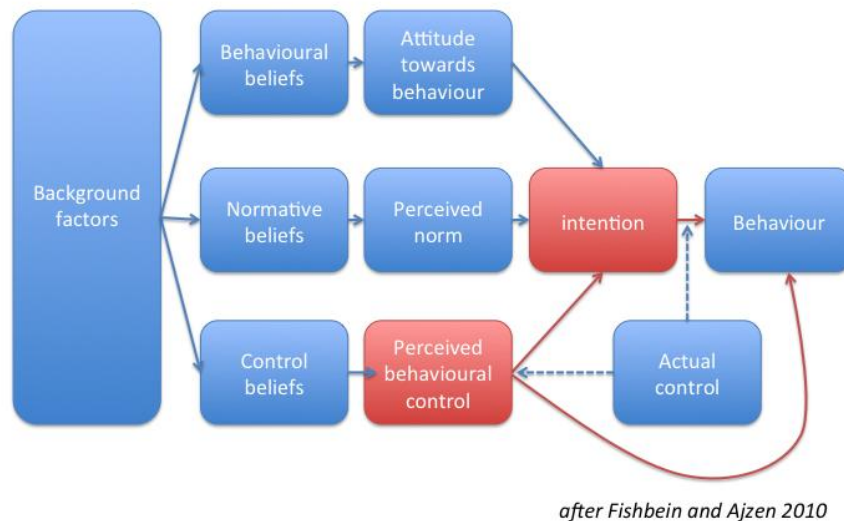 Background
factors
Behavioural
beliefs
Attitude
towards
behaviour
Normative
beliefs
Perceived
norm
intention
Behaviour
Control
beliefs
Perceived
behavioural
control
Actual
control
after Fishbein and Ajzen 2010